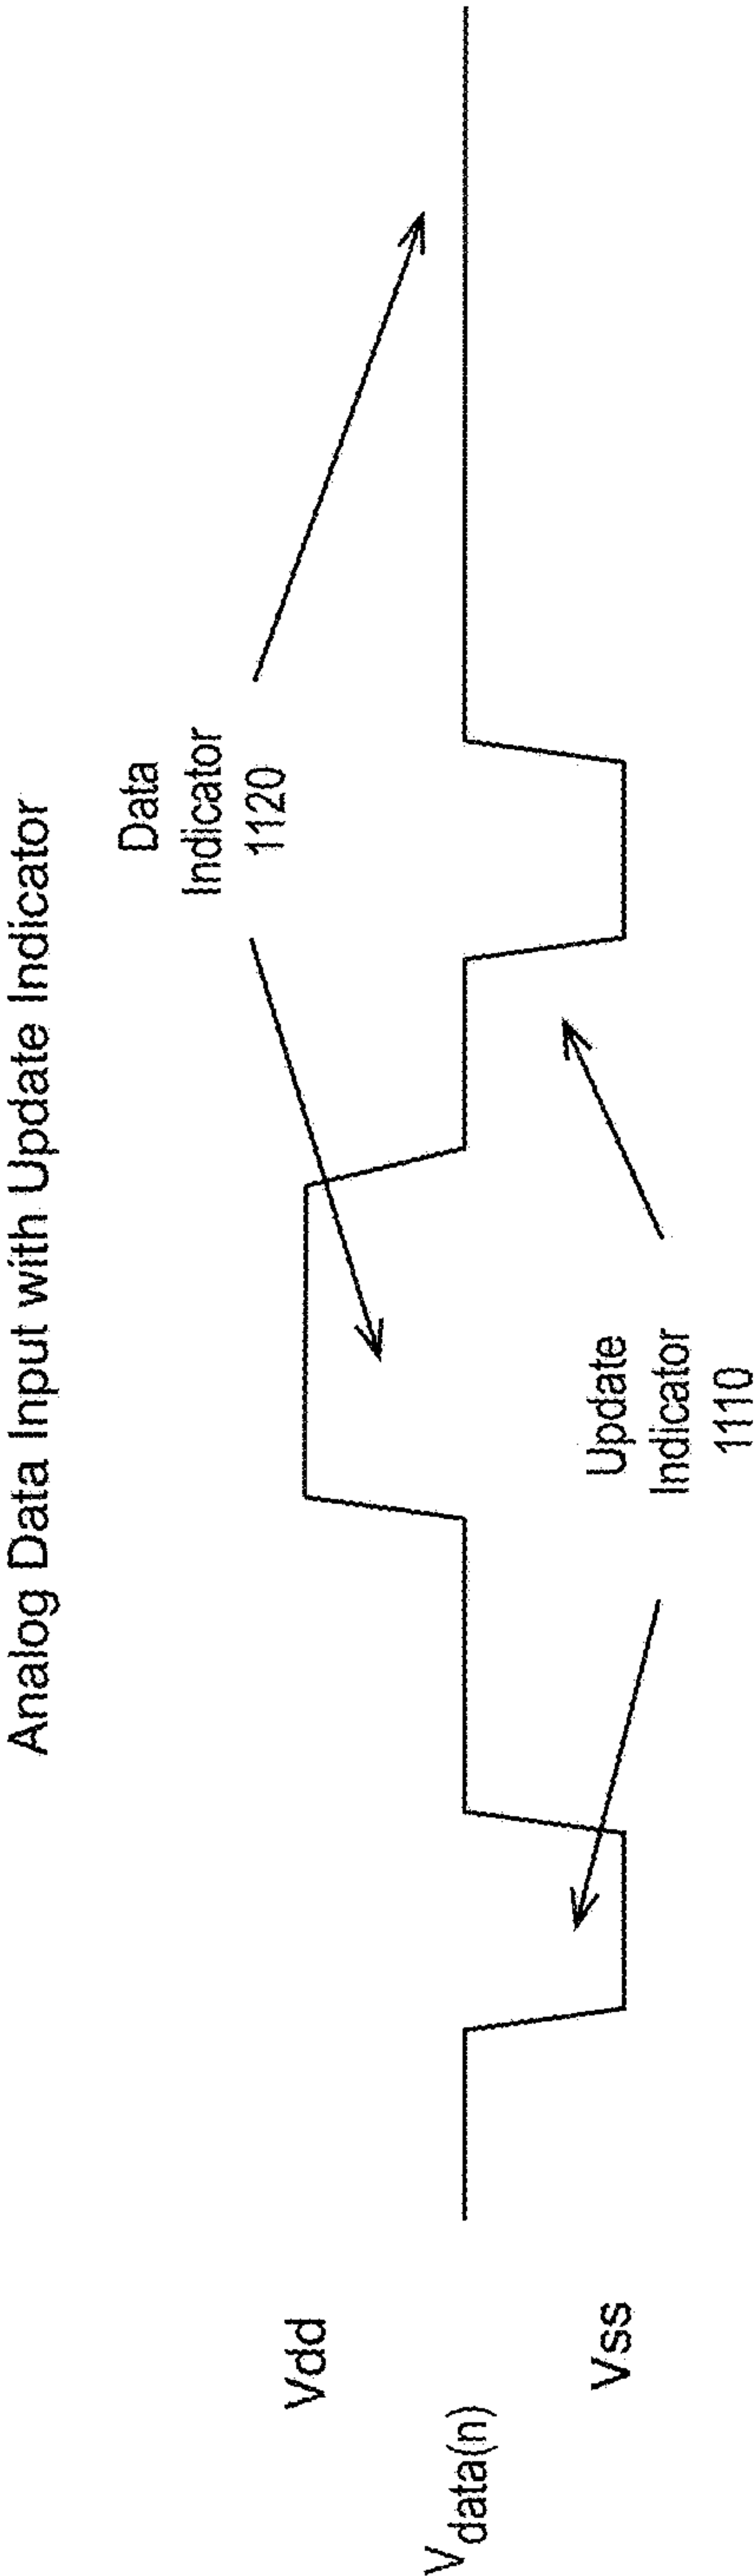 Analog Data Input with Update Indicator
Data
Indicator
1120
Vdd
Vdata(n)
Vss
Update
Indicator
1110